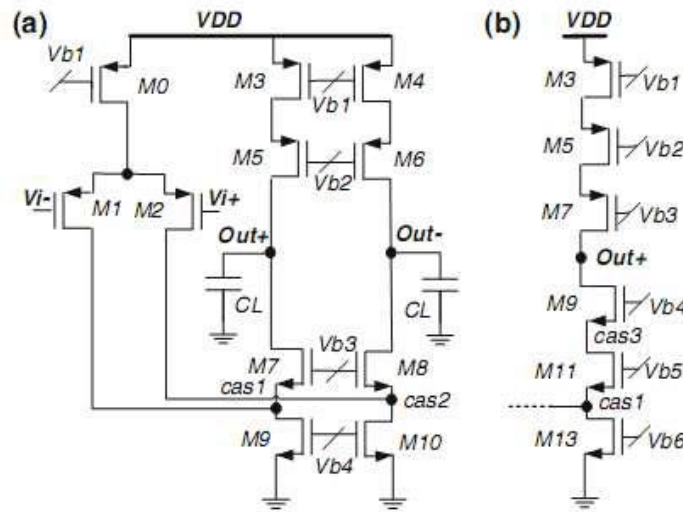 (a) VDD (b) VDD
Vb1 M0 M3 Vb1 M4 M3 Vb1
M5 Vb2 M6 M5 Vb2
Vi- M1 M2 Vi+ M7 Vb3
Out+ Out- Out+
CL CL M9 Vb4
cas3
M7 Vb3 M8 M11 Vb5
cas1 cas2 cas1
M9 Vb4 M10 M13 Vb6